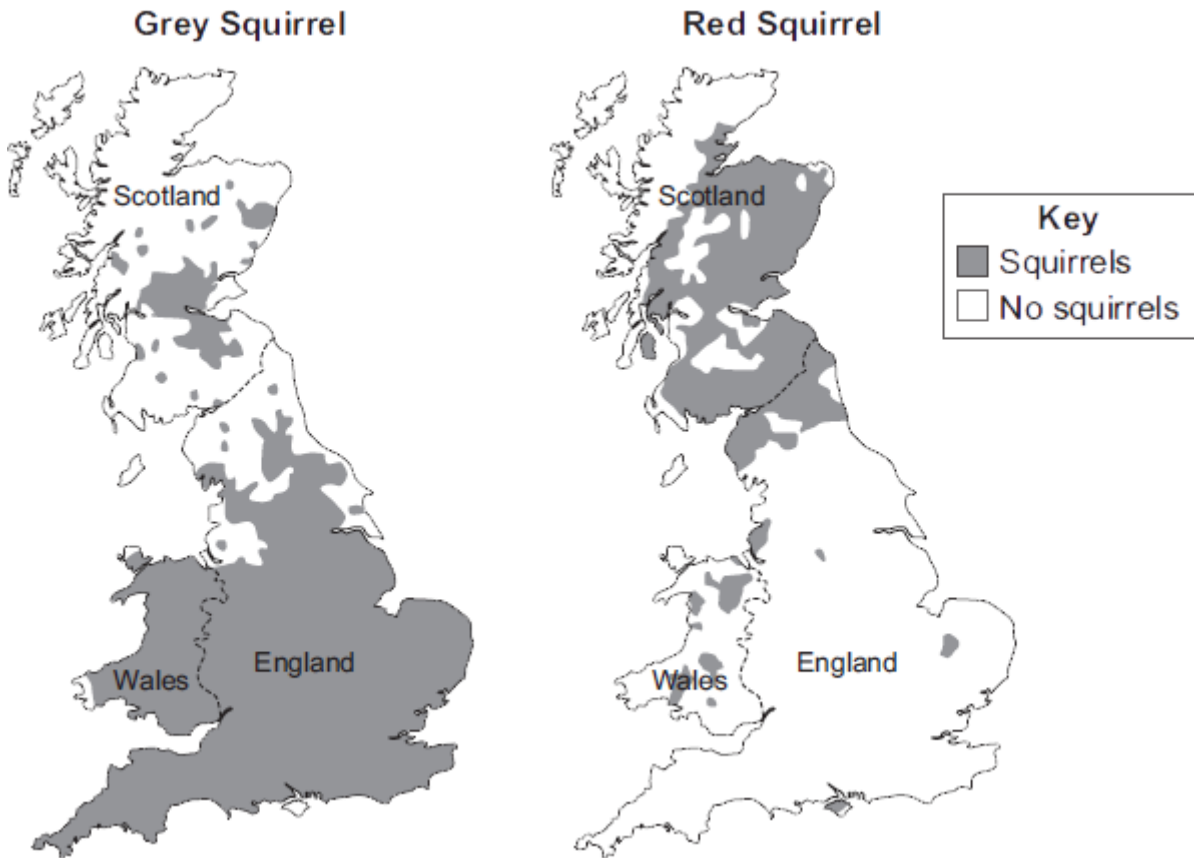 Grey Squirrel
Red Squirrel
Scotland
Wales
England
Scotland
Wales
England
Key
Squirrels
No squirrels